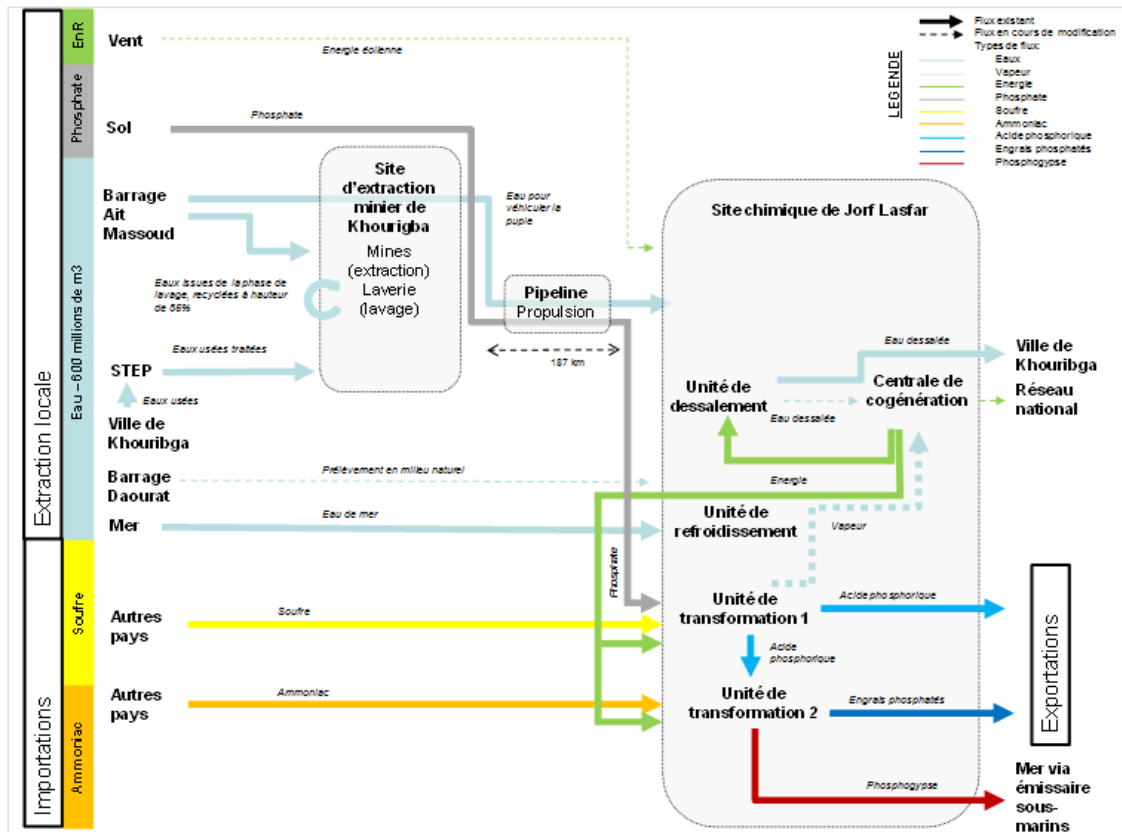 EnR
Phosphate
Eau – 600 millions de m3
Soufre
Ammoniac
Extraction locale
Importations
Vent
Energie éolienne
Sol
Phosphate
Barrage
Ait
Massoud
Eaux issues de la phase de
lavage, recyclées à hauteur
STEP
Eaux usées traitées
Eaux usées
Ville de
Khouribga
Barrage
Daourat
Prélèvement en milieu naturel
Mer
Eau de mer
Autres
pays
Soufre
Autres
pays
Ammoniac
Site
d'extraction
minier de
Khourigba
Mines
(extraction)
Laverie
(lavage)
Eau pour
véhiculer la
puple
Pipeline
Propulsion
187 km
Phosphate
Site chimique de Jorf Lasfar
Unité de
dessalement
Eau dessalée
Eau dessalée
Centrale de
cogénération
Energie
Unité de
refroidissement
Vapeur
Unité de
transformation 1
Acide phosphorique
Acide
phosphorique
Unité de
transformation 2
Engrais phosphatés
Phosphogypse
Ville de
Khouribga
Réseau
national
Exportations
Mer via
émissaire
sous-
marins
LEGENDE
Flux existant
Flux en cours de modification
Types de flux:
Eaux
Vapeur
Energie
Phosphate
Soufre
Ammoniac
Acide phosphorique
Engrais phosphatés
Phosphogypse